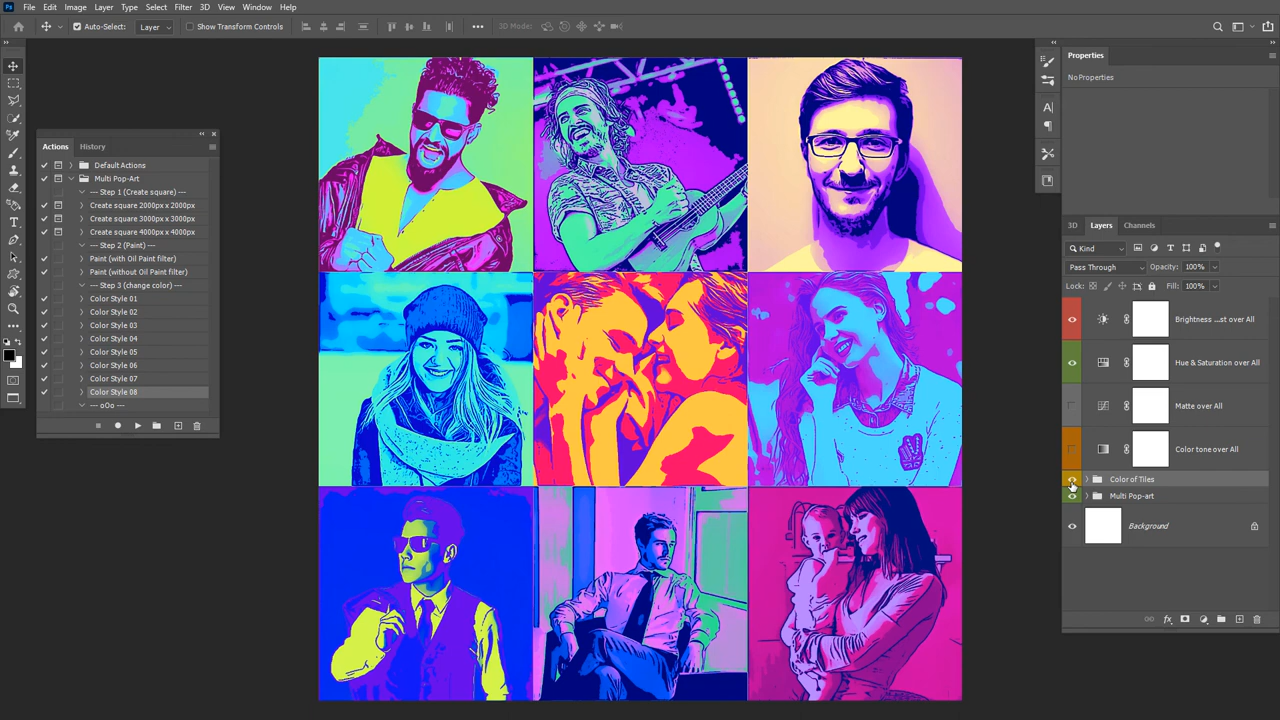 Ps File Edit Image Layer Type Select Filter 3D View Window Help
Auto-Select: Layer Show Transform Controls 3D Mode:
Actions History
Default Actions
Multi Pop-Art
--- Step 1 (Create square) ---
Create square 2000px x 2000px
Create square 3000px x 3000px
Create square 4000px x 4000px
--- Step 2 (Paint) ---
Paint (with Oil Paint filter)
Paint (without Oil Paint filter)
--- Step 3 (change color) ---
Color Style 01
Color Style 02
Color Style 03
Color Style 04
Color Style 05
Color Style 06
Color Style 07
Color Style 08
--- oOo ---
Properties
No Properties
3D Layers Channels
Kind
Pass Through Opacity: 100%
Lock: Fill: 100%
Brightness ...st over All
Hue & Saturation over All
Matte over All
Color tone over All
Color of Tiles
Multi Pop-art
Background